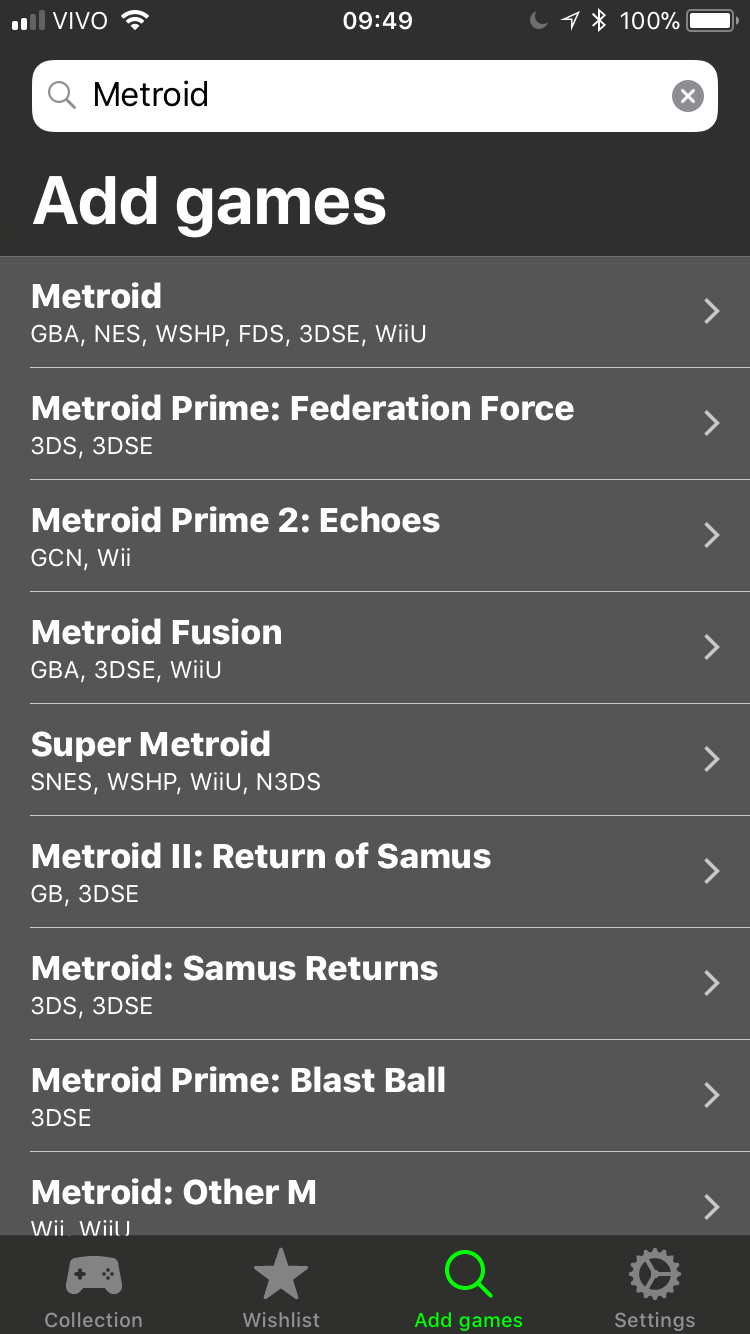 VIVO 09:49 100%
Metroid
Add games
Metroid
GBA, NES, WSHP, FDS, 3DSE, WiiU
Metroid Prime: Federation Force
3DS, 3DSE
Metroid Prime 2: Echoes
GCN, Wii
Metroid Fusion
GBA, 3DSE, WiiU
Super Metroid
SNES, WSHP, WiiU, N3DS
Metroid II: Return of Samus
GB, 3DSE
Metroid: Samus Returns
3DS, 3DSE
Metroid Prime: Blast Ball
3DSE
Metroid: Other M
Wii, WiiU
Collection Wishlist Add games Settings